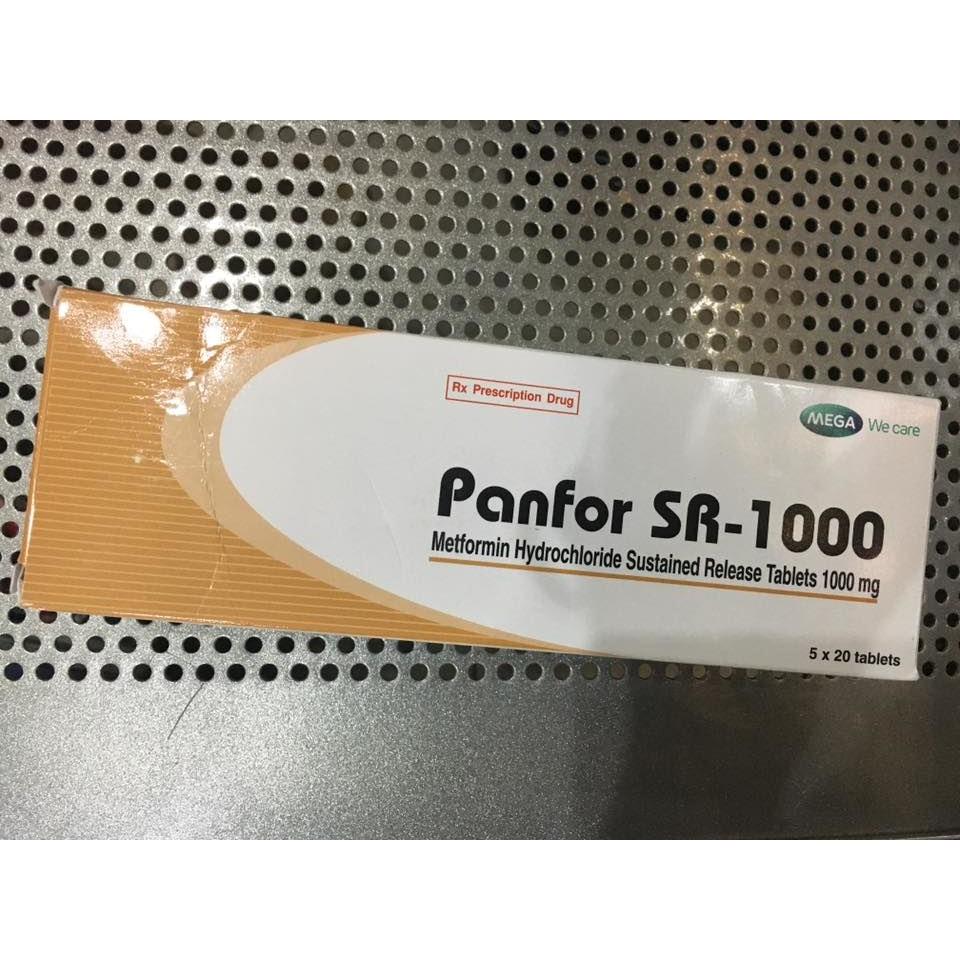 Rx Prescription Drug
MEGA We care
Panfor SR-1000
Metformin Hydrochloride Sustained Release Tablets 1000 mg
5 x 20 tablets